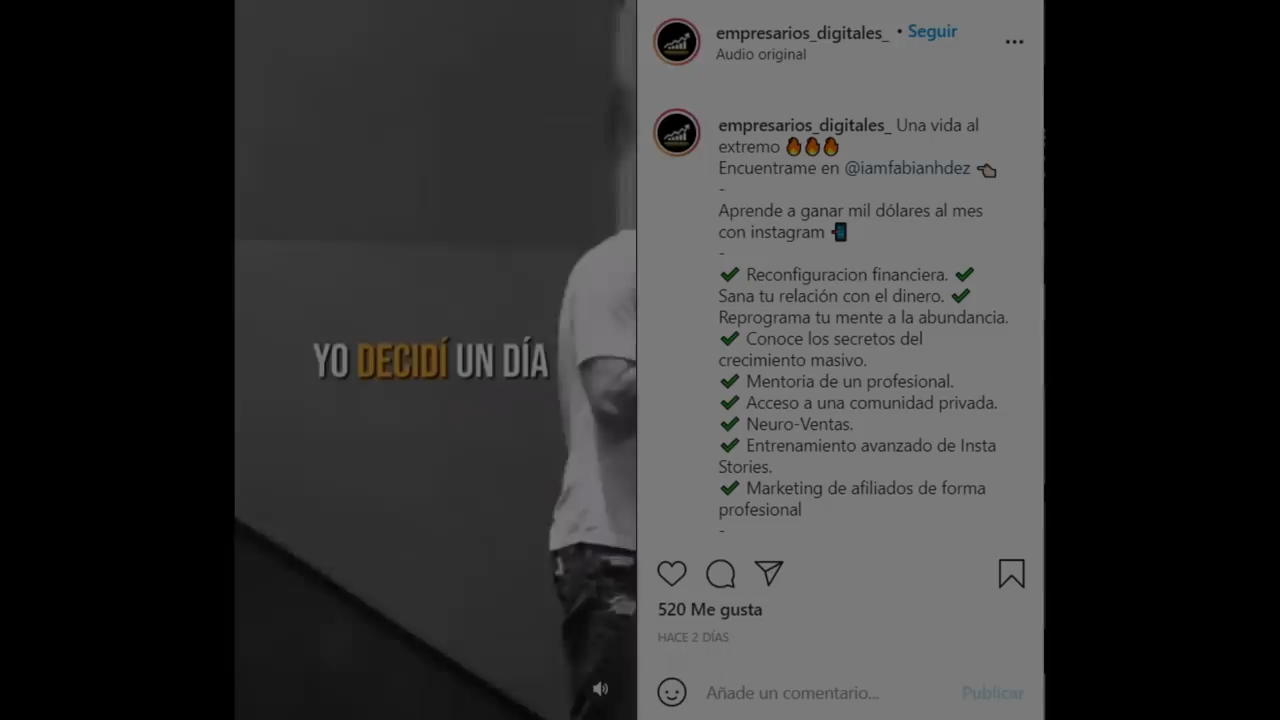 YO DECIDÍ UN DÍA
empresarios_digitales_ • Seguir
Audio original
empresarios_digitales_ Una vida al
extremo 🔥🔥🔥
Encuentrame en @iamfabianhdez 👈🏼
-
Aprende a ganar mil dólares al mes
con instagram 📲
-
✔ Reconfiguracion financiera. ✔
Sana tu relación con el dinero. ✔
Reprograma tu mente a la abundancia.
✔ Conoce los secretos del
crecimiento masivo.
✔ Mentoria de un profesional.
✔ Acceso a una comunidad privada.
✔ Neuro-Ventas.
✔ Entrenamiento avanzado de Insta
Stories.
✔ Marketing de afiliados de forma
profesional
-
520 Me gusta
HACE 2 DÍAS
Añade un comentario...
Publicar